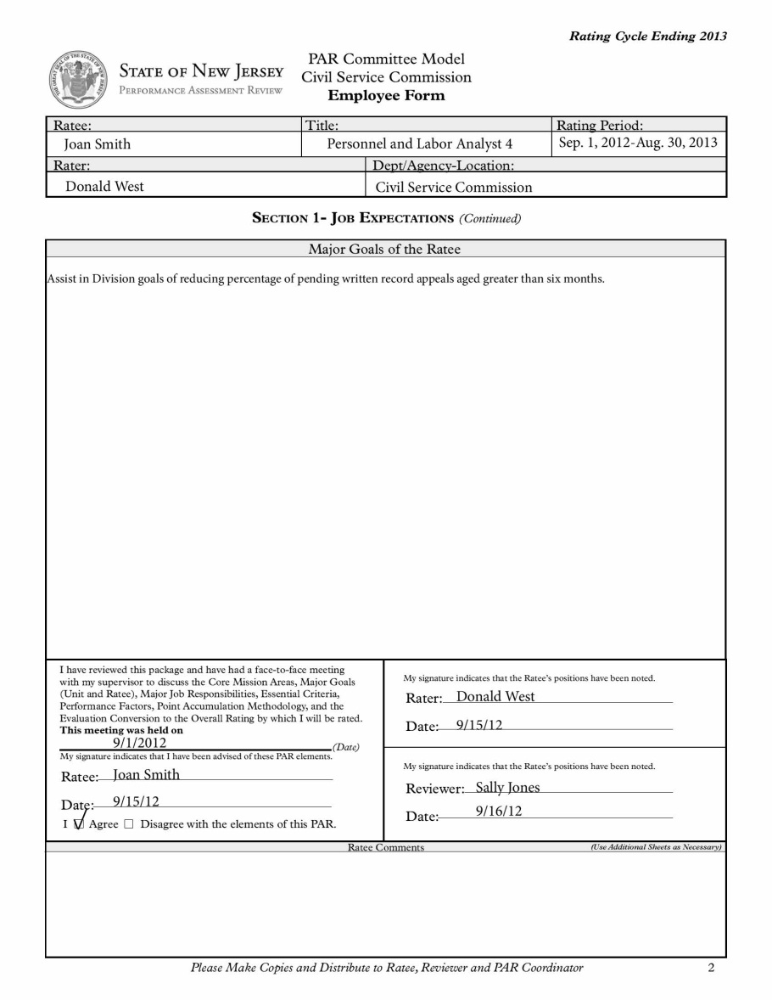 Rating Cycle Ending 2013
STATE OF NEW JERSEY
PERFORMANCE ASSESSMENT REVIEW
PAR Committee Model
Civil Service Commission
Employee Form
Ratee: Title: Rating Period:
Joan Smith Personnel and Labor Analyst 4 Sep. 1, 2012-Aug. 30, 2013
Rater: Dept/Agency-Location:
Donald West Civil Service Commission
SECTION 1- JOB EXPECTATIONS (Continued)
Major Goals of the Ratee
Assist in Division goals of reducing percentage of pending written record appeals aged greater than six months.
I have reviewed this package and have had a face-to-face meeting
with my supervisor to discuss the Core Mission Areas, Major Goals
(Unit and Ratee), Major Job Responsibilities, Essential Criteria,
Performance Factors, Point Accumulation Methodology, and the
Evaluation Conversion to the Overall Rating by which I will be rated.
This meeting was held on
9/1/2012 (Date)
My signature indicates that I have been advised of these PAR elements.
Ratee: Joan Smith
Date: 9/15/12
I Agree Disagree with the elements of this PAR.
My signature indicates that the Ratee's positions have been noted.
Rater: Donald West
Date: 9/15/12
My signature indicates that the Ratee's positions have been noted.
Reviewer: Sally Jones
Date: 9/16/12
Ratee Comments (Use Additional Sheets as Necessary)
Please Make Copies and Distribute to Ratee, Reviewer and PAR Coordinator 2